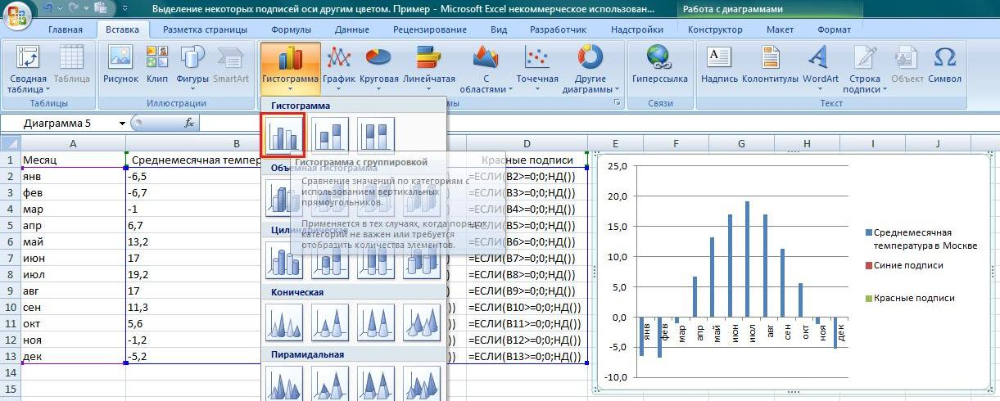 Выделение некоторых подписей оси другим цветом. Пример - Microsoft Excel некоммерческое использован...
Работа с диаграммами
Главная Вставка Разметка страницы Формулы Данные Рецензирование Вид Разработчик Надстройки Конструктор Макет Формат
Сводная таблица
Таблица
Рисунок
Клип
Фигуры
SmartArt
Гистограмма
График
Круговая
Линейчатая
С областями
Точечная
Другие диаграммы
Гиперссылка
Надпись
Колонтитулы
WordArt
Строка подписи
Объект
Символ
Таблицы
Иллюстрации
Связи
Текст
Диаграмма 5
fx
Гистограмма
Гистограмма с группировкой
Сравнение значений по категориям с
использованием вертикальных
прямоугольников.
Применяется в тех случаях, когда порядок
категорий не важен или требуется
отобразить количества элементов.
Объемная гистограмма
Цилиндрическая
Коническая
Пирамидальная
A B D E F G H I J
1 Месяц Среднемесячная темпер Красные подписи
2 янв -6,5 =ЕСЛИ(B2>=0;0;НД())
3 фев -6,7 =ЕСЛИ(B3>=0;0;НД())
4 мар -1 =ЕСЛИ(B4>=0;0;НД())
5 апр 6,7 =ЕСЛИ(B5>=0;0;НД())
6 май 13,2 =ЕСЛИ(B6>=0;0;НД())
7 июн 17 =ЕСЛИ(B7>=0;0;НД())
8 июл 19,2 =ЕСЛИ(B8>=0;0;НД())
9 авг 17 =ЕСЛИ(B9>=0;0;НД())
10 сен 11,3 )) =ЕСЛИ(B10>=0;0;НД())
11 окт 5,6 )) =ЕСЛИ(B11>=0;0;НД())
12 ноя -1,2 )) =ЕСЛИ(B12>=0;0;НД())
13 дек -5,2 )) =ЕСЛИ(B13>=0;0;НД())
14
15
25,0
20,0
15,0
10,0
5,0
0,0
-5,0
-10,0
янв фев мар апр май июн июл авг сен окт ноя дек
Среднемесячная
температура в Москве
Синие подписи
Красные подписи